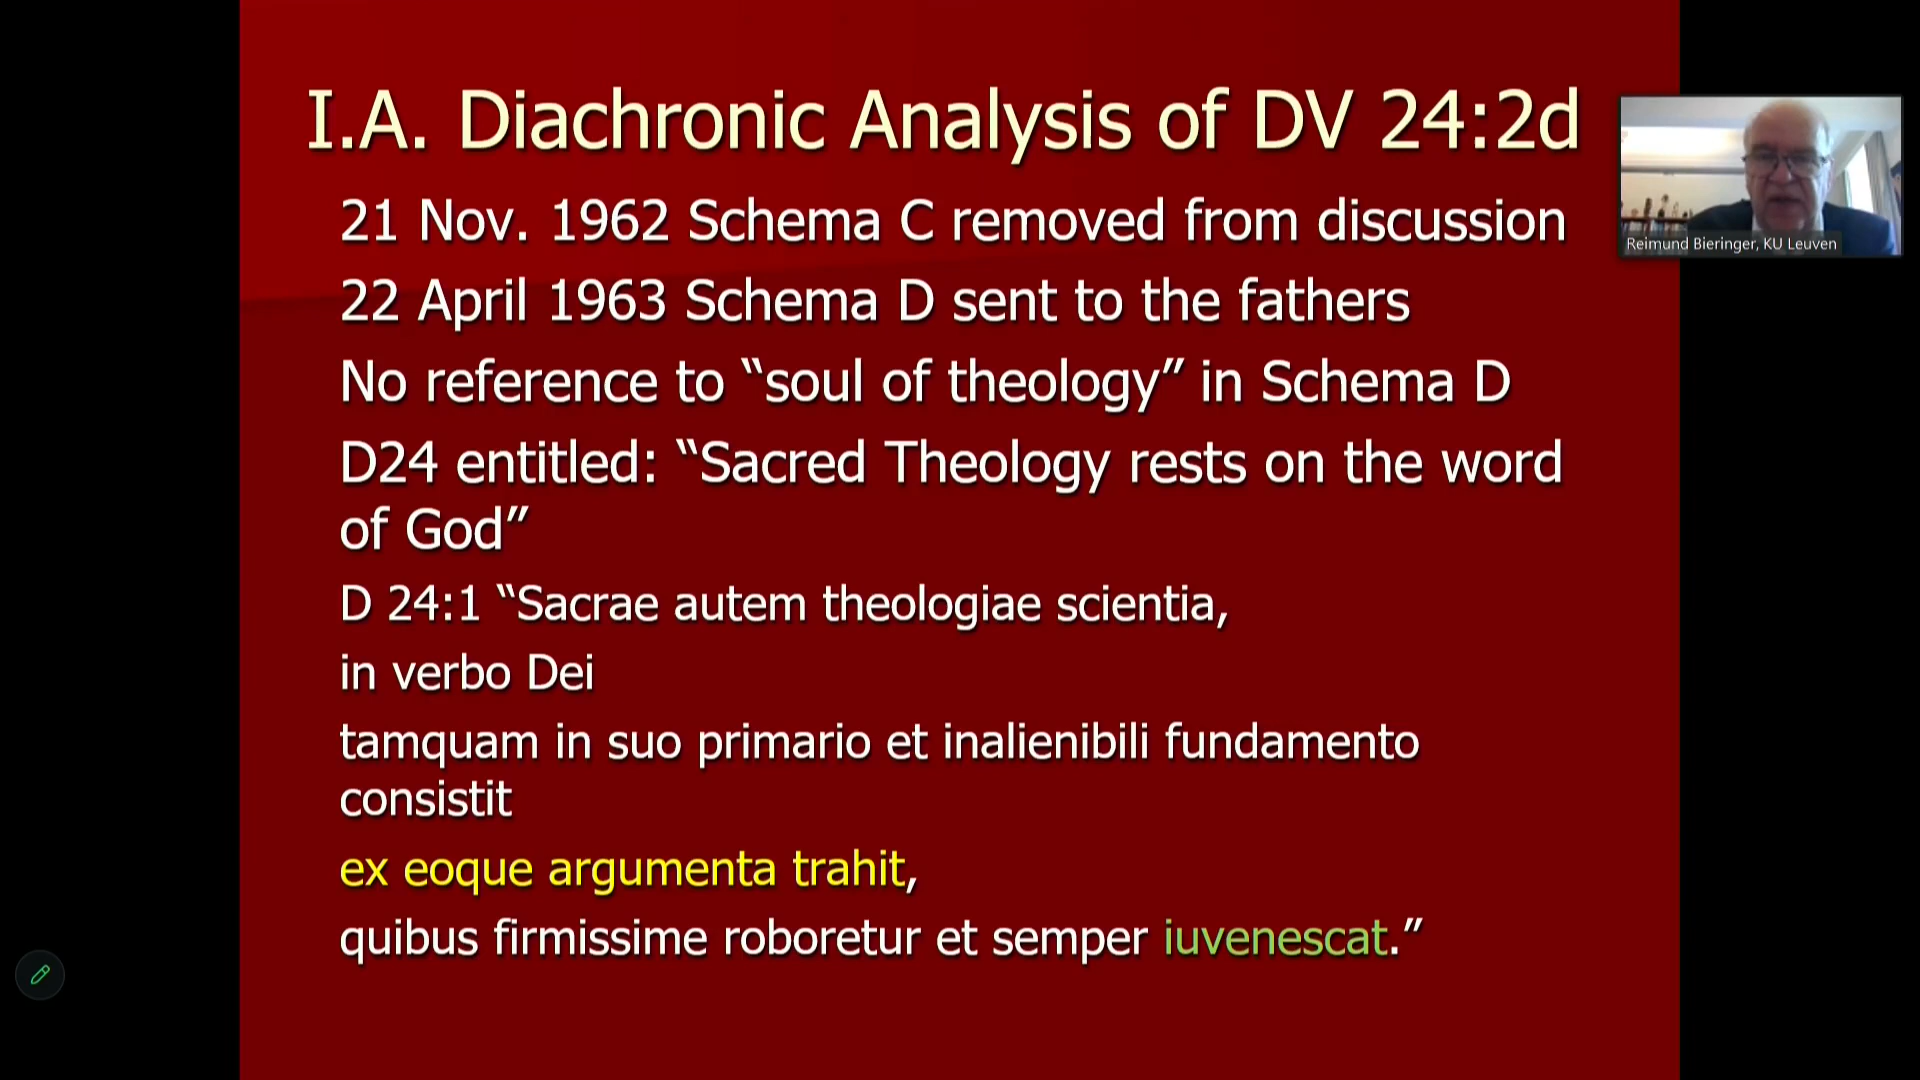 I.A. Diachronic Analysis of DV 24:2d
21 Nov. 1962 Schema C removed from discussion
22 April 1963 Schema D sent to the fathers
No reference to “soul of theology” in Schema D
D24 entitled: “Sacred Theology rests on the word
of God”
D 24:1 “Sacrae autem theologiae scientia,
in verbo Dei
tamquam in suo primario et inalienibili fundamento
consistit
ex eoque argumenta trahit,
quibus firmissime roboretur et semper iuvenescat.”
Reimund Bieringer, KU Leuven